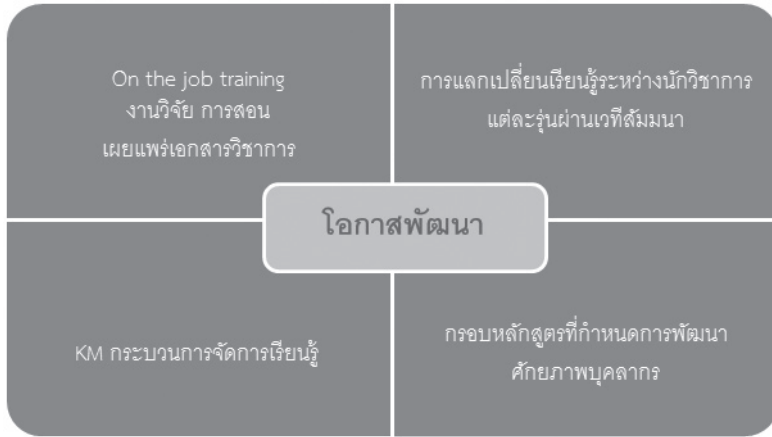 On the job training
งานวิจัย การสอน
เผยแพร่เอกสารวิชาการ
การแลกเปลี่ยนเรียนรู้ระหว่างนักวิชาการ
แต่ละรุ่นผ่านเวทีสัมมนา
โอกาสพัฒนา
KM กระบวนการจัดการเรียนรู้
กรอบหลักสูตรที่กำหนดการพัฒนา
ศักยภาพบุคลากร